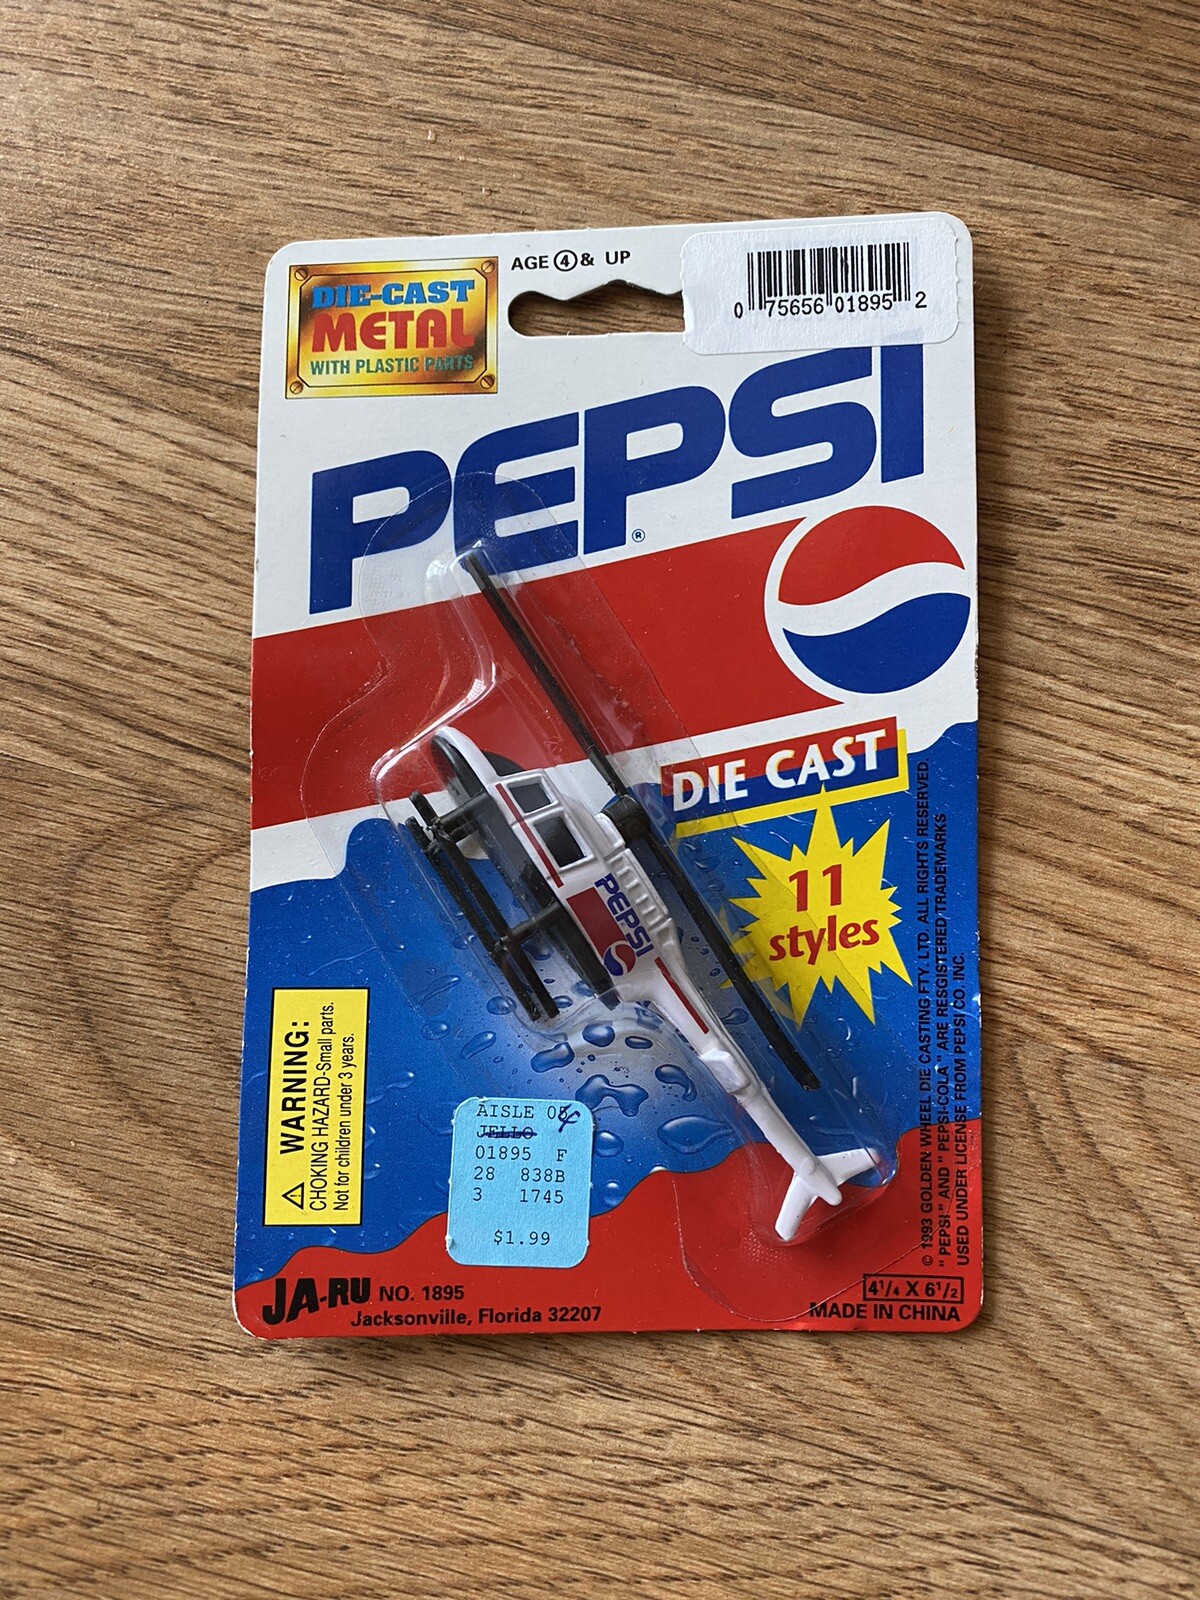 AGE 4 & UP
DIE-CAST
METAL
WITH PLASTIC PARTS
0 75656 01895 2
PEPSI
®
DIE CAST
11
styles
PEPSI
WARNING:
CHOKING HAZARD-Small parts.
Not for children under 3 years.
AISLE 05
JELLO
01895 F
28 838B
3 1745
$1.99
© 1993 GOLDEN WHEEL DIE CASTING FTY. LTD. ALL RIGHTS RESERVED.
" PEPSI " AND " PEPSI-COLA " ARE RESGITERED TRADEMARKS
USED UNDER LICENSE FROM PEPSI CO. INC.
JA-RU NO. 1895
Jacksonville, Florida 32207
4 1/4 X 6 1/2
MADE IN CHINA